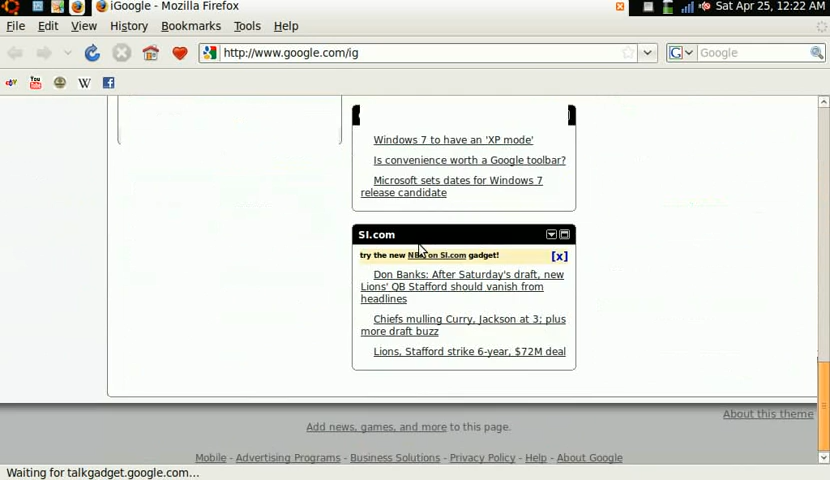 iGoogle - Mozilla Firefox
Sat Apr 25, 12:22 AM
File Edit View History Bookmarks Tools Help
http://www.google.com/ig
G Google
ebY You Tube W f
Windows 7 to have an 'XP mode'
Is convenience worth a Google toolbar?
Microsoft sets dates for Windows 7
release candidate
SI.com
try the new NBA on SI.com gadget! [x]
Don Banks: After Saturday's draft, new
Lions' QB Stafford should vanish from
headlines
Chiefs mulling Curry, Jackson at 3; plus
more draft buzz
Lions, Stafford strike 6-year, $72M deal
About this theme
Add news, games, and more to this page.
Mobile - Advertising Programs - Business Solutions - Privacy Policy - Help - About Google
Waiting for talkgadget.google.com...